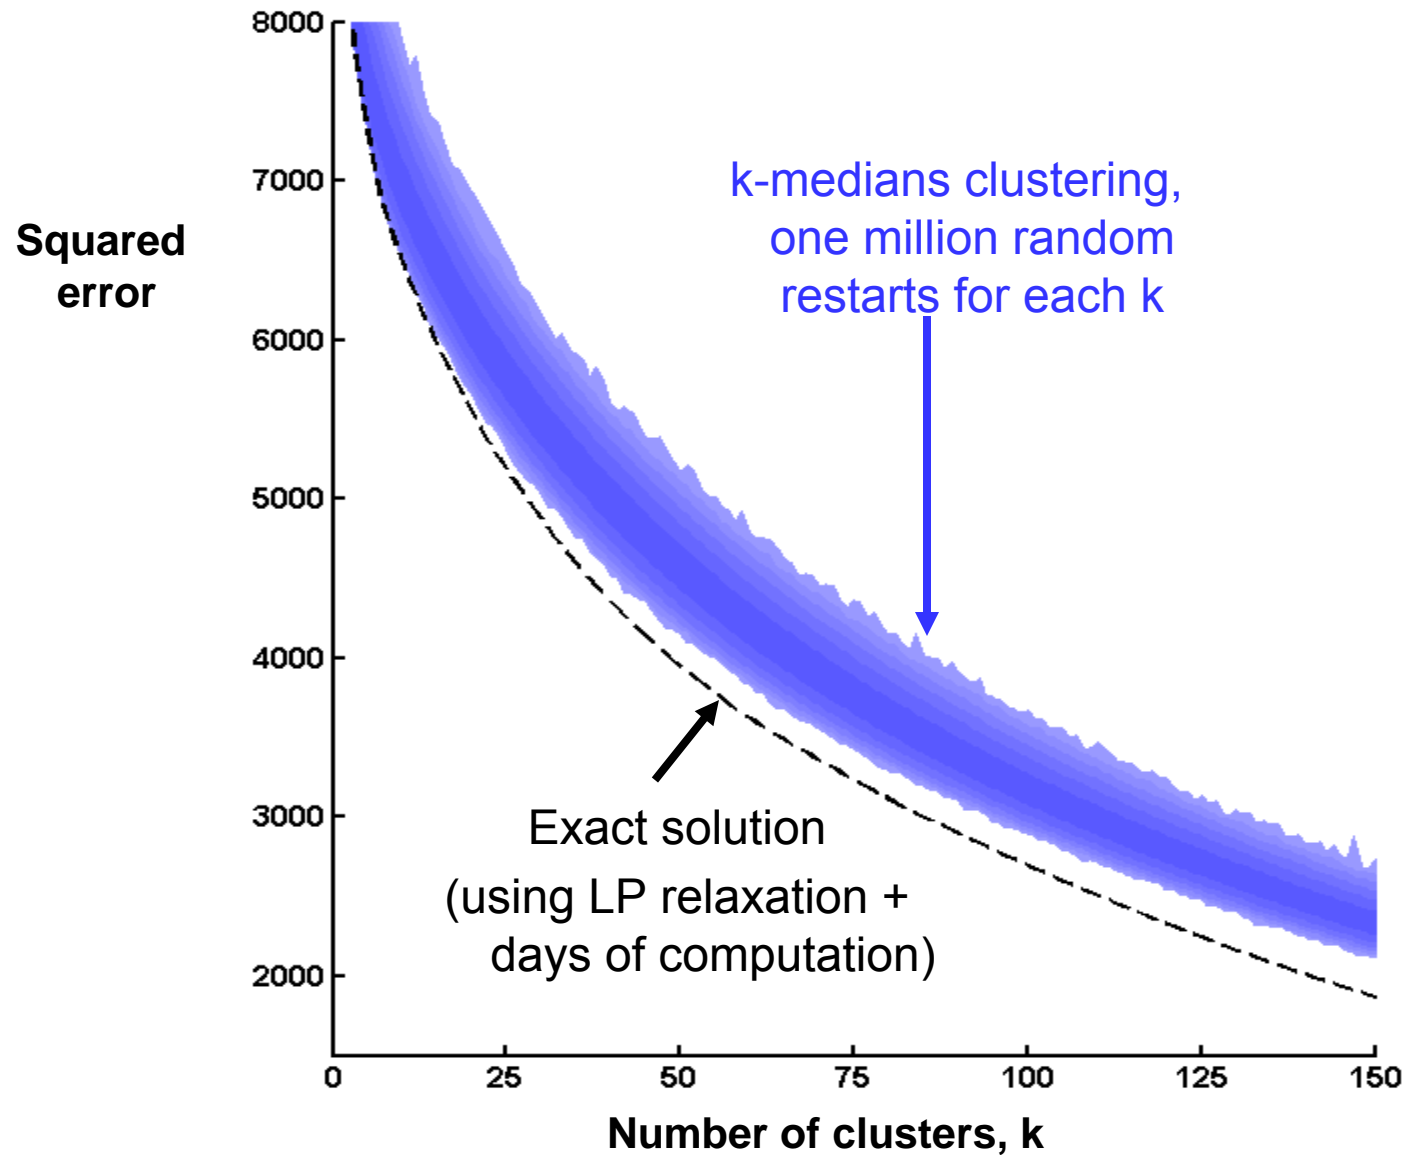 8000
7000
6000
5000
4000
3000
2000
Squared
error
k-medians clustering,
one million random
restarts for each k
Exact solution
(using LP relaxation +
days of computation)
0 25 50 75 100 125 150
Number of clusters, k